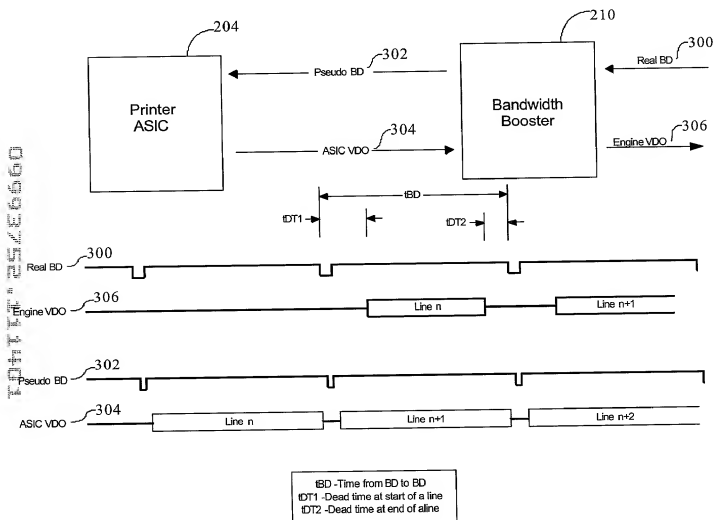 204
210
Printer
ASIC
302
Pseudo BD
304
ASIC VDO
Bandwidth
Booster
300
Real BD
306
Engine VDO
tBD
tDT1
tDT2
300
Real BD
306
Engine VDO
Line n
Line n+1
302
Pseudo BD
304
ASIC VDO
Line n
Line n+1
Line n+2
tBD -Time from BD to BD
tDT1 -Dead time at start of a line
tDT2 -Dead time at end of aline